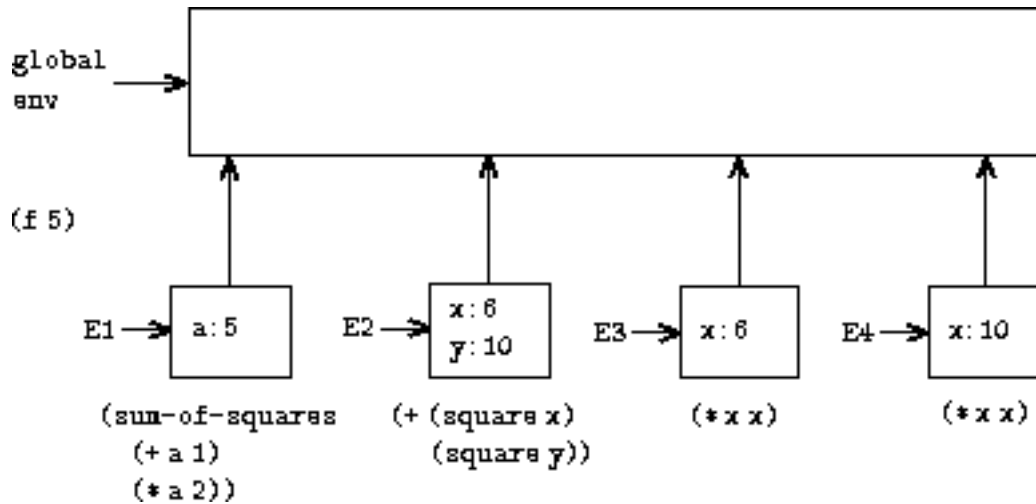 global
env
(f 5)
E1
a:5
E2
x:6
y:10
E3
x:6
E4
x:10
(sum-of-squares
(+ a 1)
(* a 2))
(+ (square x)
(square y))
(* x x)
(* x x)